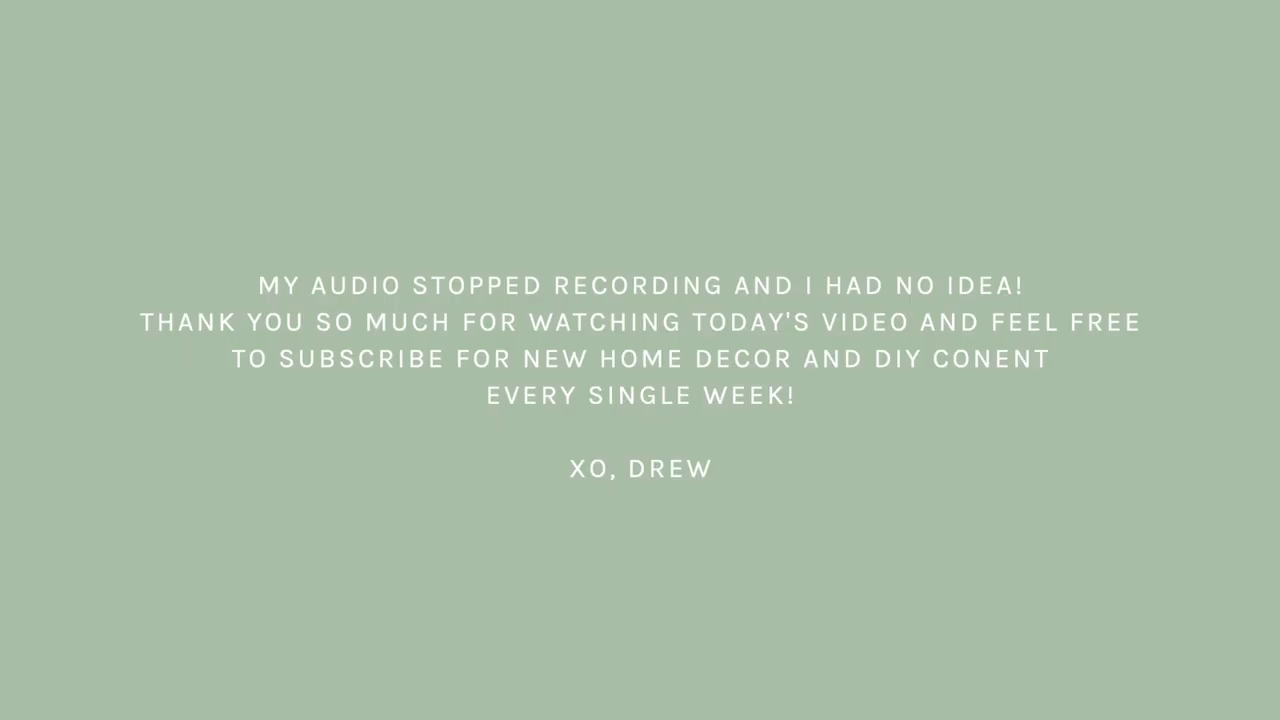 MY AUDIO STOPPED RECORDING AND I HAD NO IDEA!
THANK YOU SO MUCH FOR WATCHING TODAY'S VIDEO AND FEEL FREE
TO SUBSCRIBE FOR NEW HOME DECOR AND DIY CONENT
EVERY SINGLE WEEK!
XO, DREW